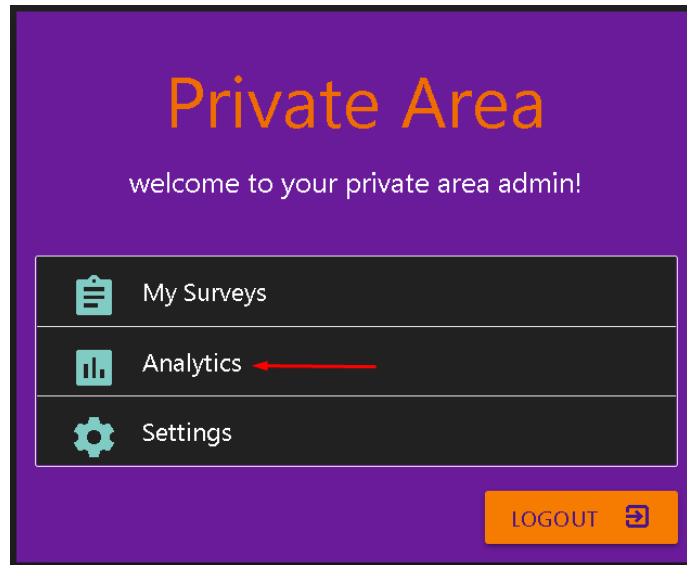 Private Area
welcome to your private area admin!
My Surveys
Analytics
Settings
LOGOUT